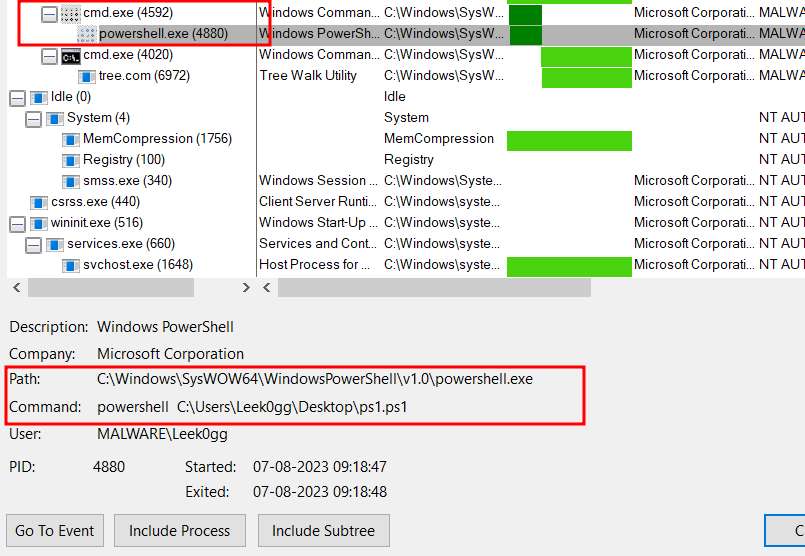 cmd.exe (4592) Windows Comman... C:\Windows\SysW... Microsoft Corporati... MALWA
powershell.exe (4880) Windows PowerSh... C:\Windows\SysW... Microsoft Corporati... MALWA
cmd.exe (4020) Windows Comman... C:\Windows\SysW... Microsoft Corporati... MALWA
tree.com (6972) Tree Walk Utility C:\Windows\SysW... Microsoft Corporati... MALWA
Idle (0) Idle
System (4) System NT AUT
MemCompression (1756) MemCompression NT AUT
Registry (100) Registry NT AUT
smss.exe (340) Windows Session ... C:\Windows\Syste... Microsoft Corporati... NT AUT
csrss.exe (440) Client Server Runti... C:\Windows\syste... Microsoft Corporati... NT AUT
wininit.exe (516) Windows Start-Up ... C:\Windows\syste... Microsoft Corporati... NT AUT
services.exe (660) Services and Cont... C:\Windows\syste... Microsoft Corporati... NT AUT
svchost.exe (1648) Host Process for ... C:\Windows\syste... Microsoft Corporati... NT AUT
Description: Windows PowerShell
Company: Microsoft Corporation
Path: C:\Windows\SysWOW64\WindowsPowerShell\v1.0\powershell.exe
Command: powershell C:\Users\Leek0gg\Desktop\ps1.ps1
User: MALWARE\Leek0gg
PID: 4880 Started: 07-08-2023 09:18:47
Exited: 07-08-2023 09:18:48
Go To Event Include Process Include Subtree C